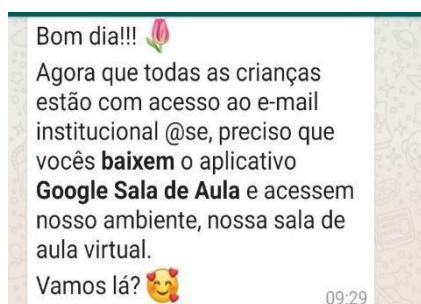 Bom dia!!! 🌷
Agora que todas as crianças
estão com acesso ao e-mail
institucional @se, preciso que
vocês baixem o aplicativo
Google Sala de Aula e acessem
nosso ambiente, nossa sala de
aula virtual.
Vamos lá? 🥰
09:29